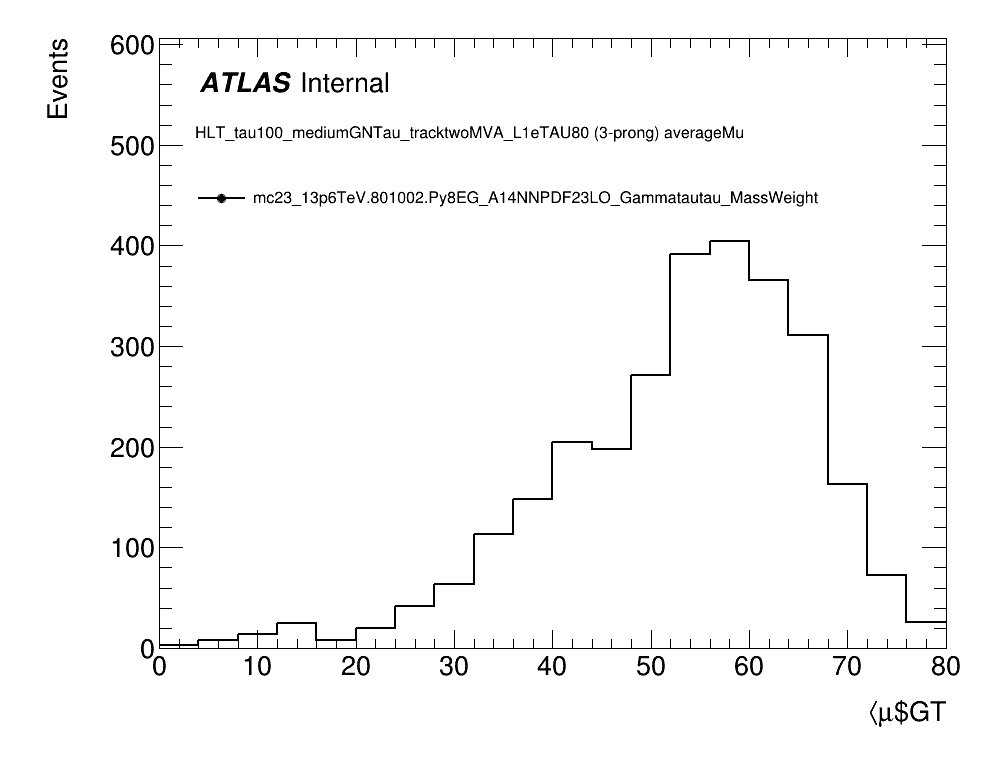 Events
600
500
400
300
200
100
0
ATLAS Internal
HLT_tau100_mediumGNTau_tracktwoMVA_L1eTAU80 (3-prong) averageMu
mc23_13p6TeV.801002.Py8EG_A14NNPDF23LO_Gammatautau_MassWeight
0 10 20 30 40 50 60 70 80
⟨μ$GT